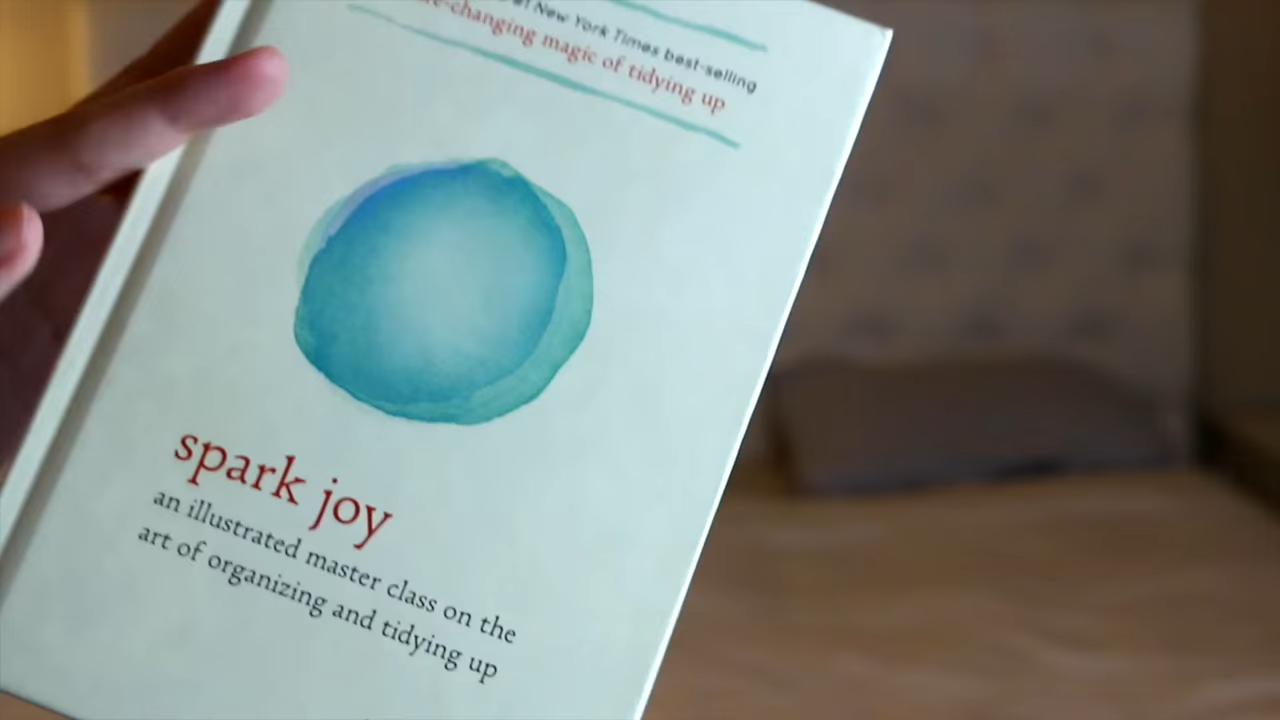 #1 New York Times best-selling
life-changing magic of tidying up
spark joy
an illustrated master class on the
art of organizing and tidying up